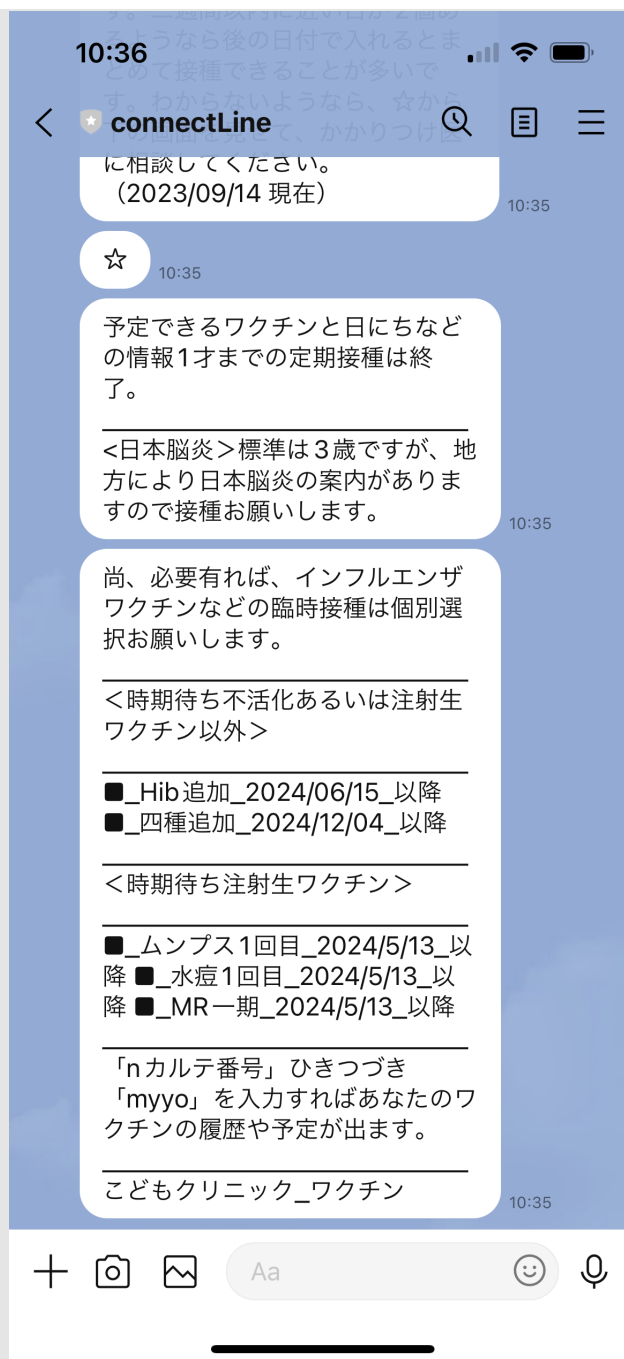 10:36
connectLine
に相談してください。
（2023/09/14 現在）
10:35
☆
10:35
予定できるワクチンと日にちなど
の情報1才までの定期接種は終
了。
<日本脳炎＞標準は３歳ですが、地
方により日本脳炎の案内がありま
すので接種お願いします。
10:35
尚、必要有れば、インフルエンザ
ワクチンなどの臨時接種は個別選
択お願いします。
＜時期待ち不活化あるいは注射生
ワクチン以外＞
■_Hib追加_2024/06/15_以降
■_四種追加_2024/12/04_以降
＜時期待ち注射生ワクチン＞
■_ムンプス1回目_2024/5/13_以
降 ■_水痘1回目_2024/5/13_以
降 ■_MR一期_2024/5/13_以降
「nカルテ番号」ひきつづき
「myyo」を入力すればあなたのワ
クチンの履歴や予定が出ます。
こどもクリニック_ワクチン
10:35
Aa